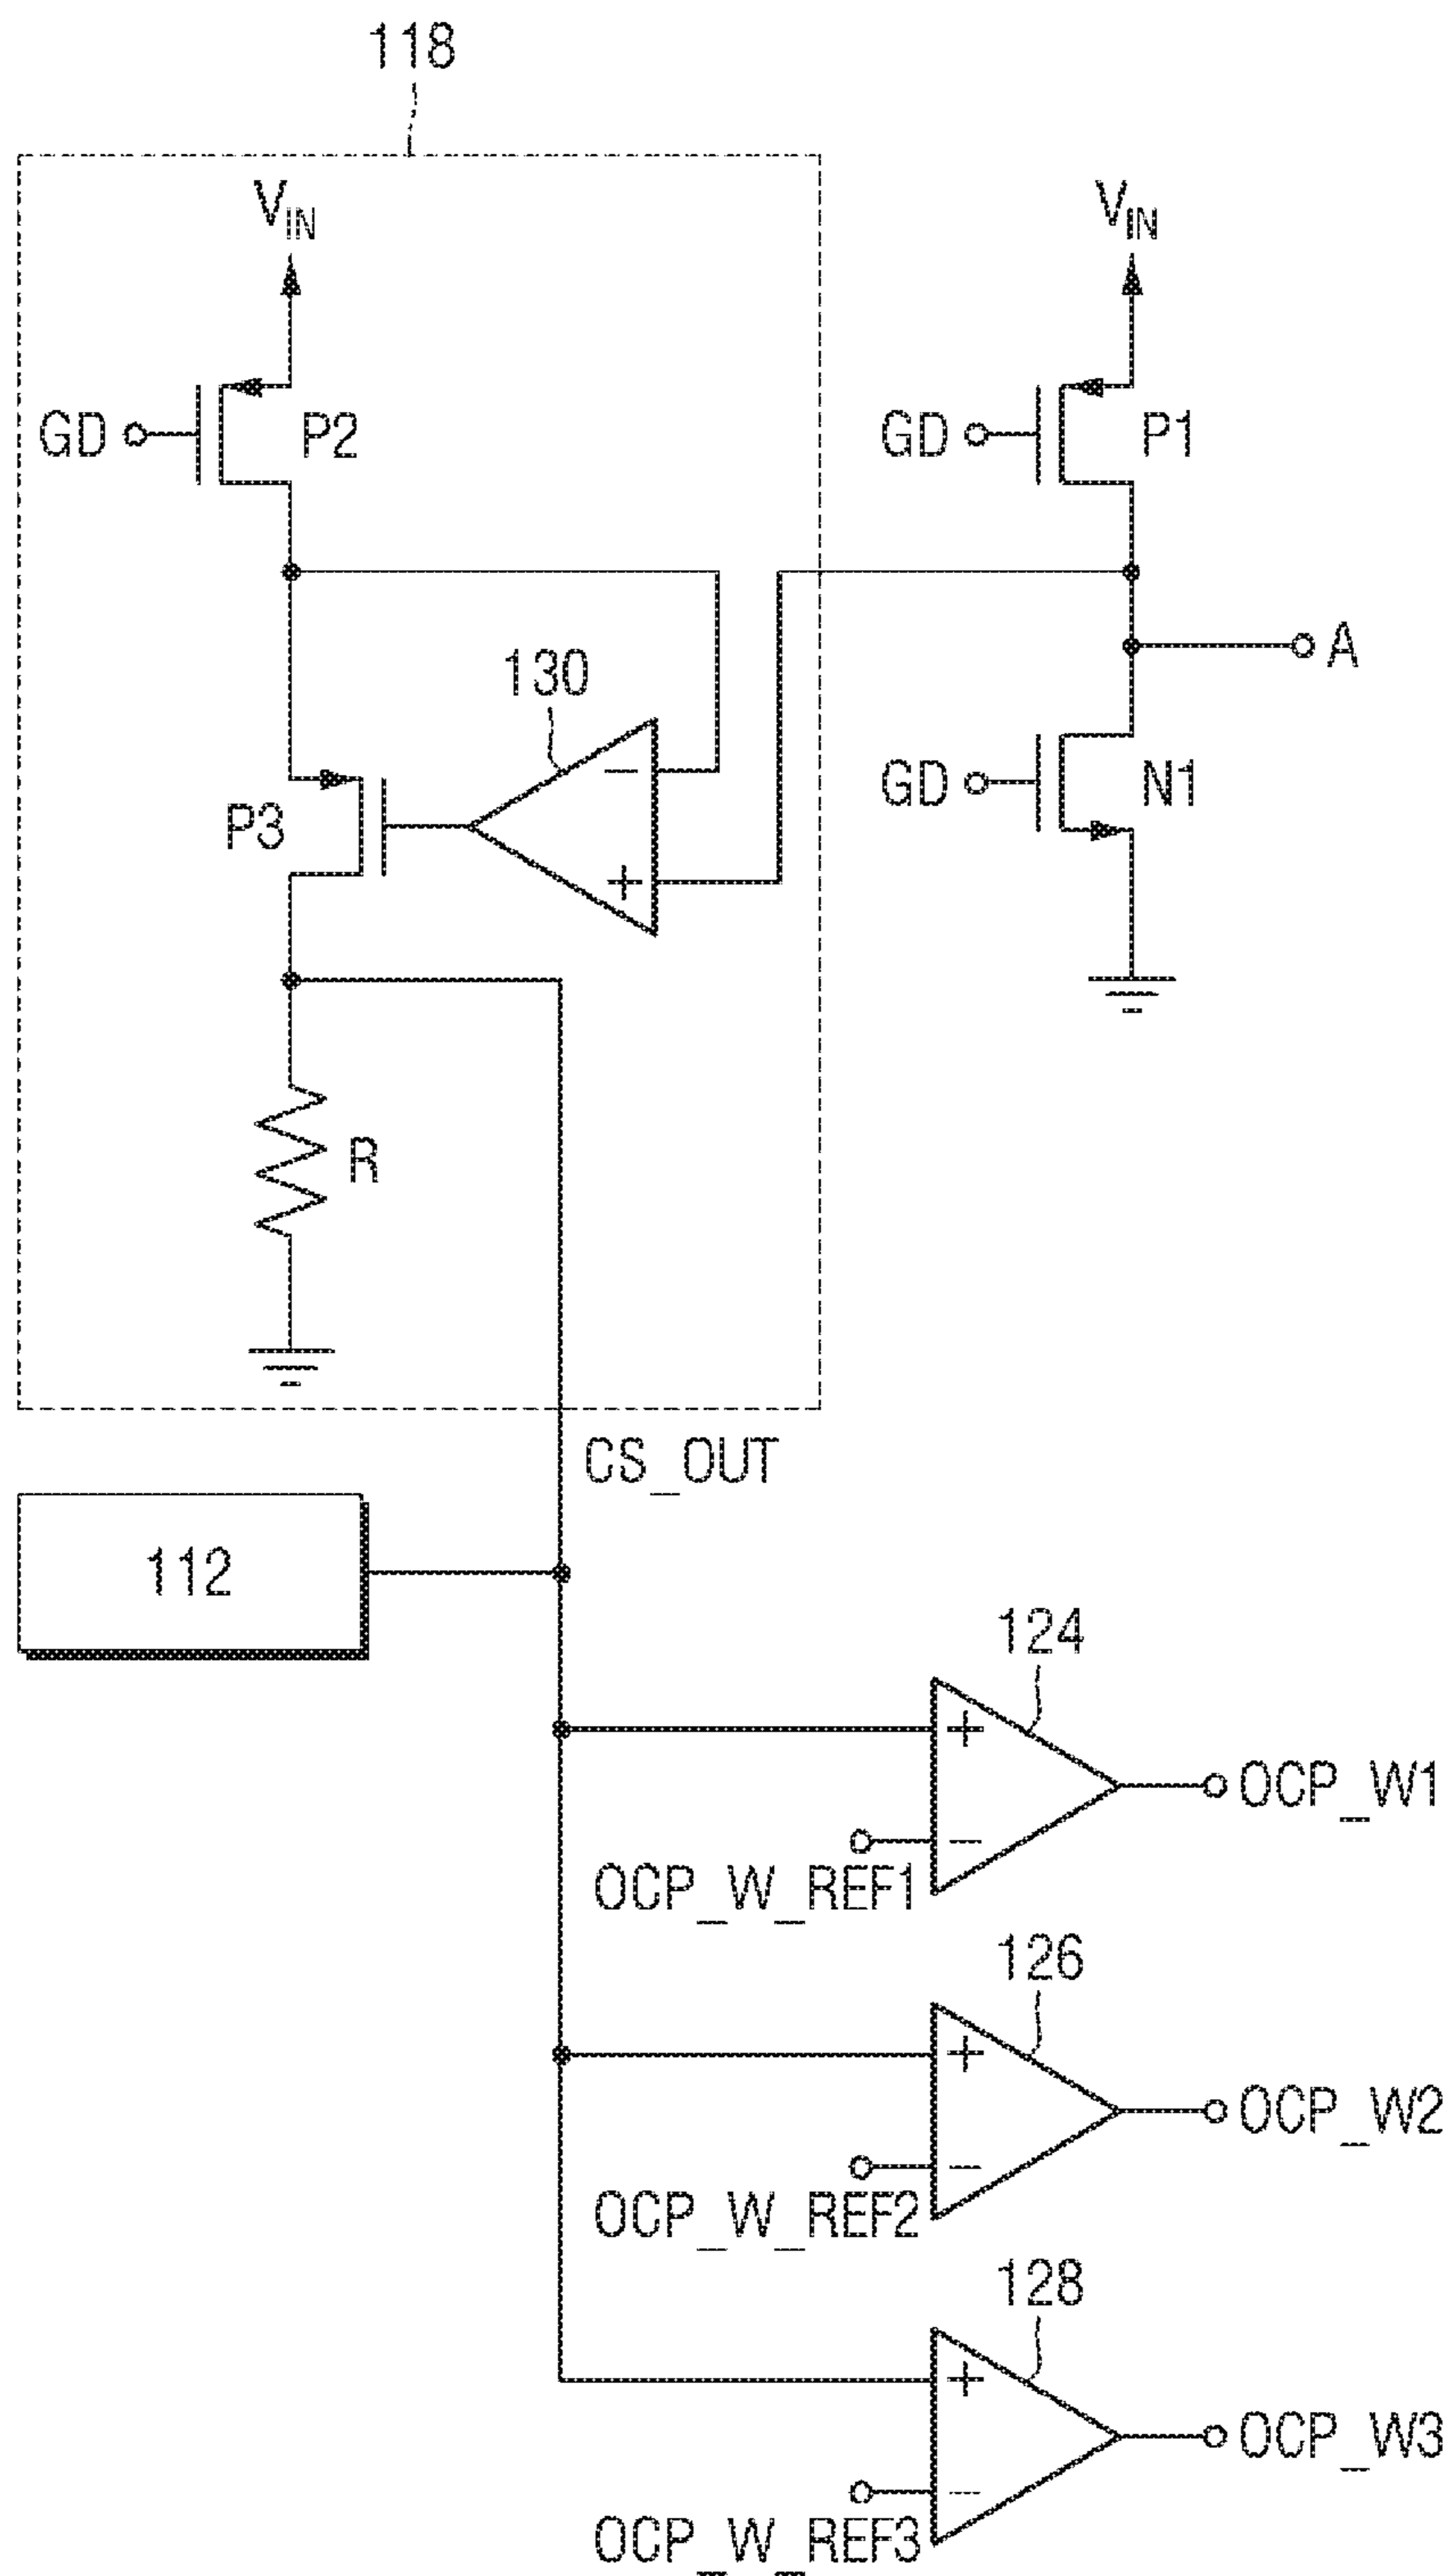 118
VIN
VIN
GD
P2
GD
P1
A
130
−
GD
N1
P3
+
R
CS_OUT
112
124
+
OCP_W1
−
OCP_W_REF1
126
+
OCP_W2
−
OCP_W_REF2
128
+
OCP_W3
−
OCP_W_REF3